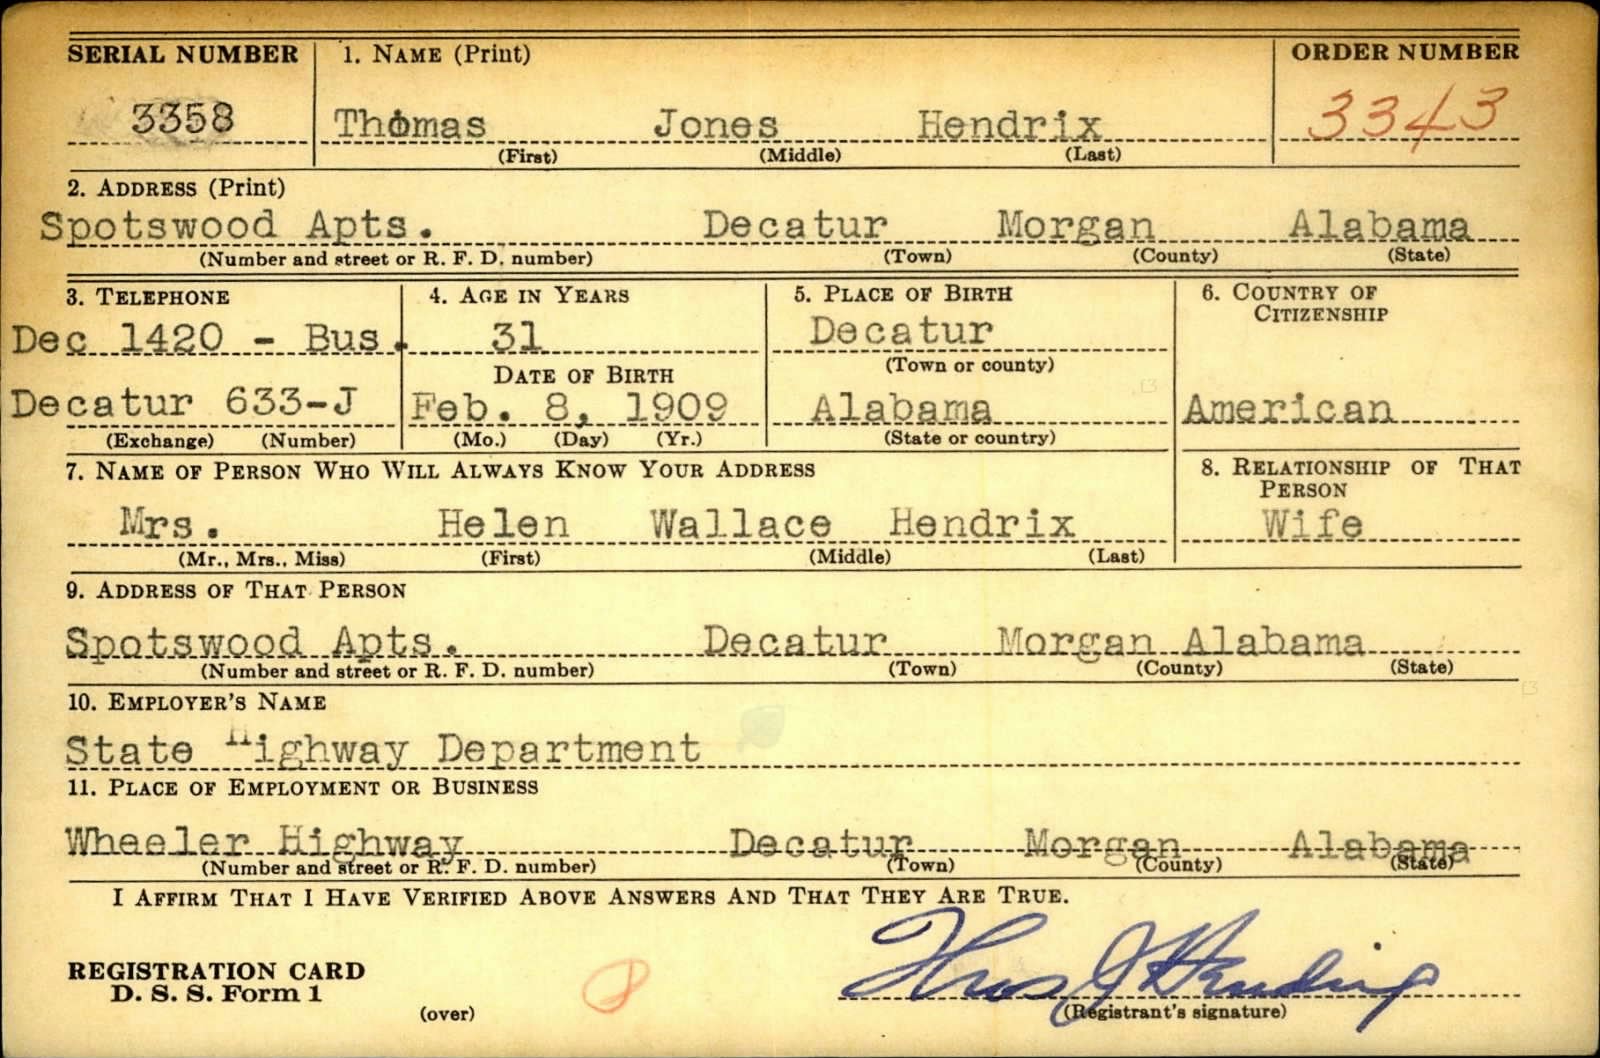 SERIAL NUMBER 1. NAME (Print) ORDER NUMBER
3358 Thomas Jones Hendrix 3343
(First) (Middle) (Last)
2. ADDRESS (Print)
Spotswood Apts. Decatur Morgan Alabama
(Number and street or R. F. D. number) (Town) (County) (State)
3. TELEPHONE 4. AGE IN YEARS 5. PLACE OF BIRTH 6. COUNTRY OF
CITIZENSHIP
Dec 1420 - Bus. 31 Decatur
DATE OF BIRTH (Town or county)
Decatur 633-J Feb. 8, 1909 Alabama American
(Exchange) (Number) (Mo.) (Day) (Yr.) (State or country)
7. NAME OF PERSON WHO WILL ALWAYS KNOW YOUR ADDRESS 8. RELATIONSHIP OF THAT
PERSON
Mrs. Helen Wallace Hendrix Wife
(Mr., Mrs., Miss) (First) (Middle) (Last)
9. ADDRESS OF THAT PERSON
Spotswood Apts. Decatur Morgan Alabama
(Number and street or R. F. D. number) (Town) (County) (State)
10. EMPLOYER'S NAME
State Highway Department
11. PLACE OF EMPLOYMENT OR BUSINESS
Wheeler Highway Decatur Morgan Alabama
(Number and street or R. F. D. number) (Town) (County) (State)
I AFFIRM THAT I HAVE VERIFIED ABOVE ANSWERS AND THAT THEY ARE TRUE.
REGISTRATION CARD Thos J Hendrix
D. S. S. Form 1
(over) (Registrant's signature)